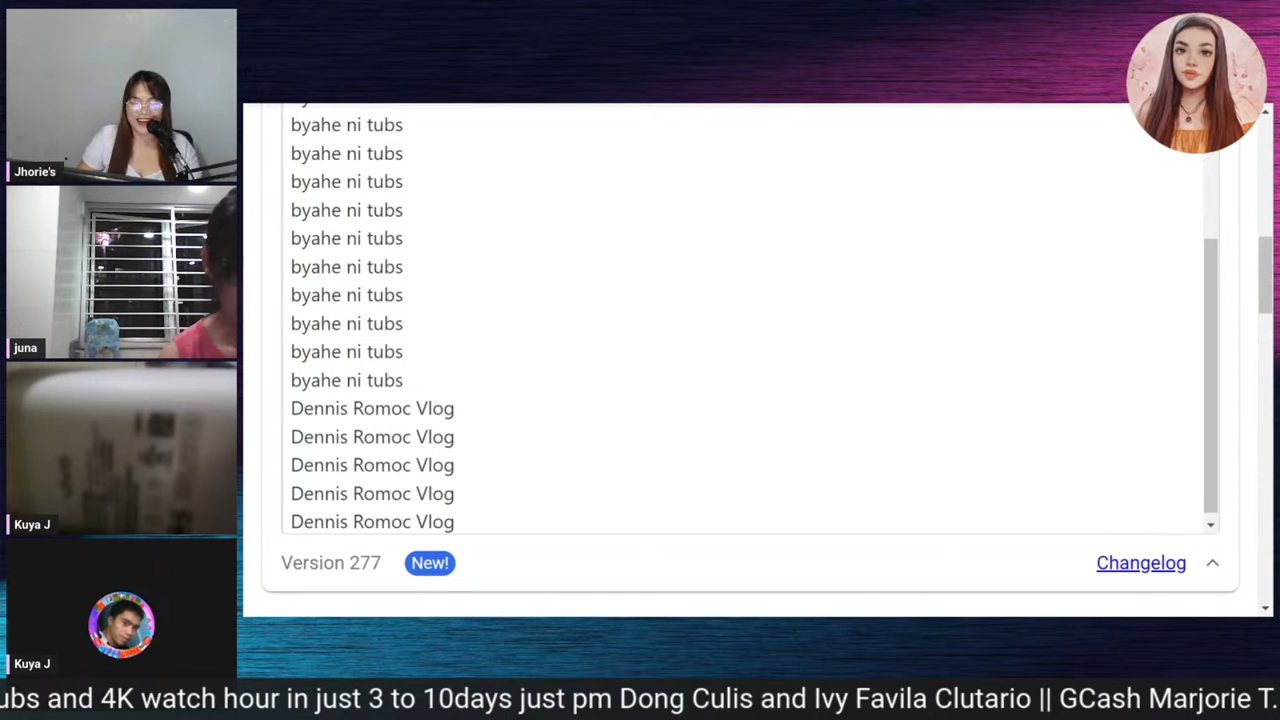 Jhorie's
juna
Kuya J
Kuya J
byahe ni tubs
byahe ni tubs
byahe ni tubs
byahe ni tubs
byahe ni tubs
byahe ni tubs
byahe ni tubs
byahe ni tubs
byahe ni tubs
byahe ni tubs
Dennis Romoc Vlog
Dennis Romoc Vlog
Dennis Romoc Vlog
Dennis Romoc Vlog
Dennis Romoc Vlog
Version 277 New! Changelog
ubs and 4K watch hour in just 3 to 10days just pm Dong Culis and Ivy Favila Clutario || GCash Marjorie T.